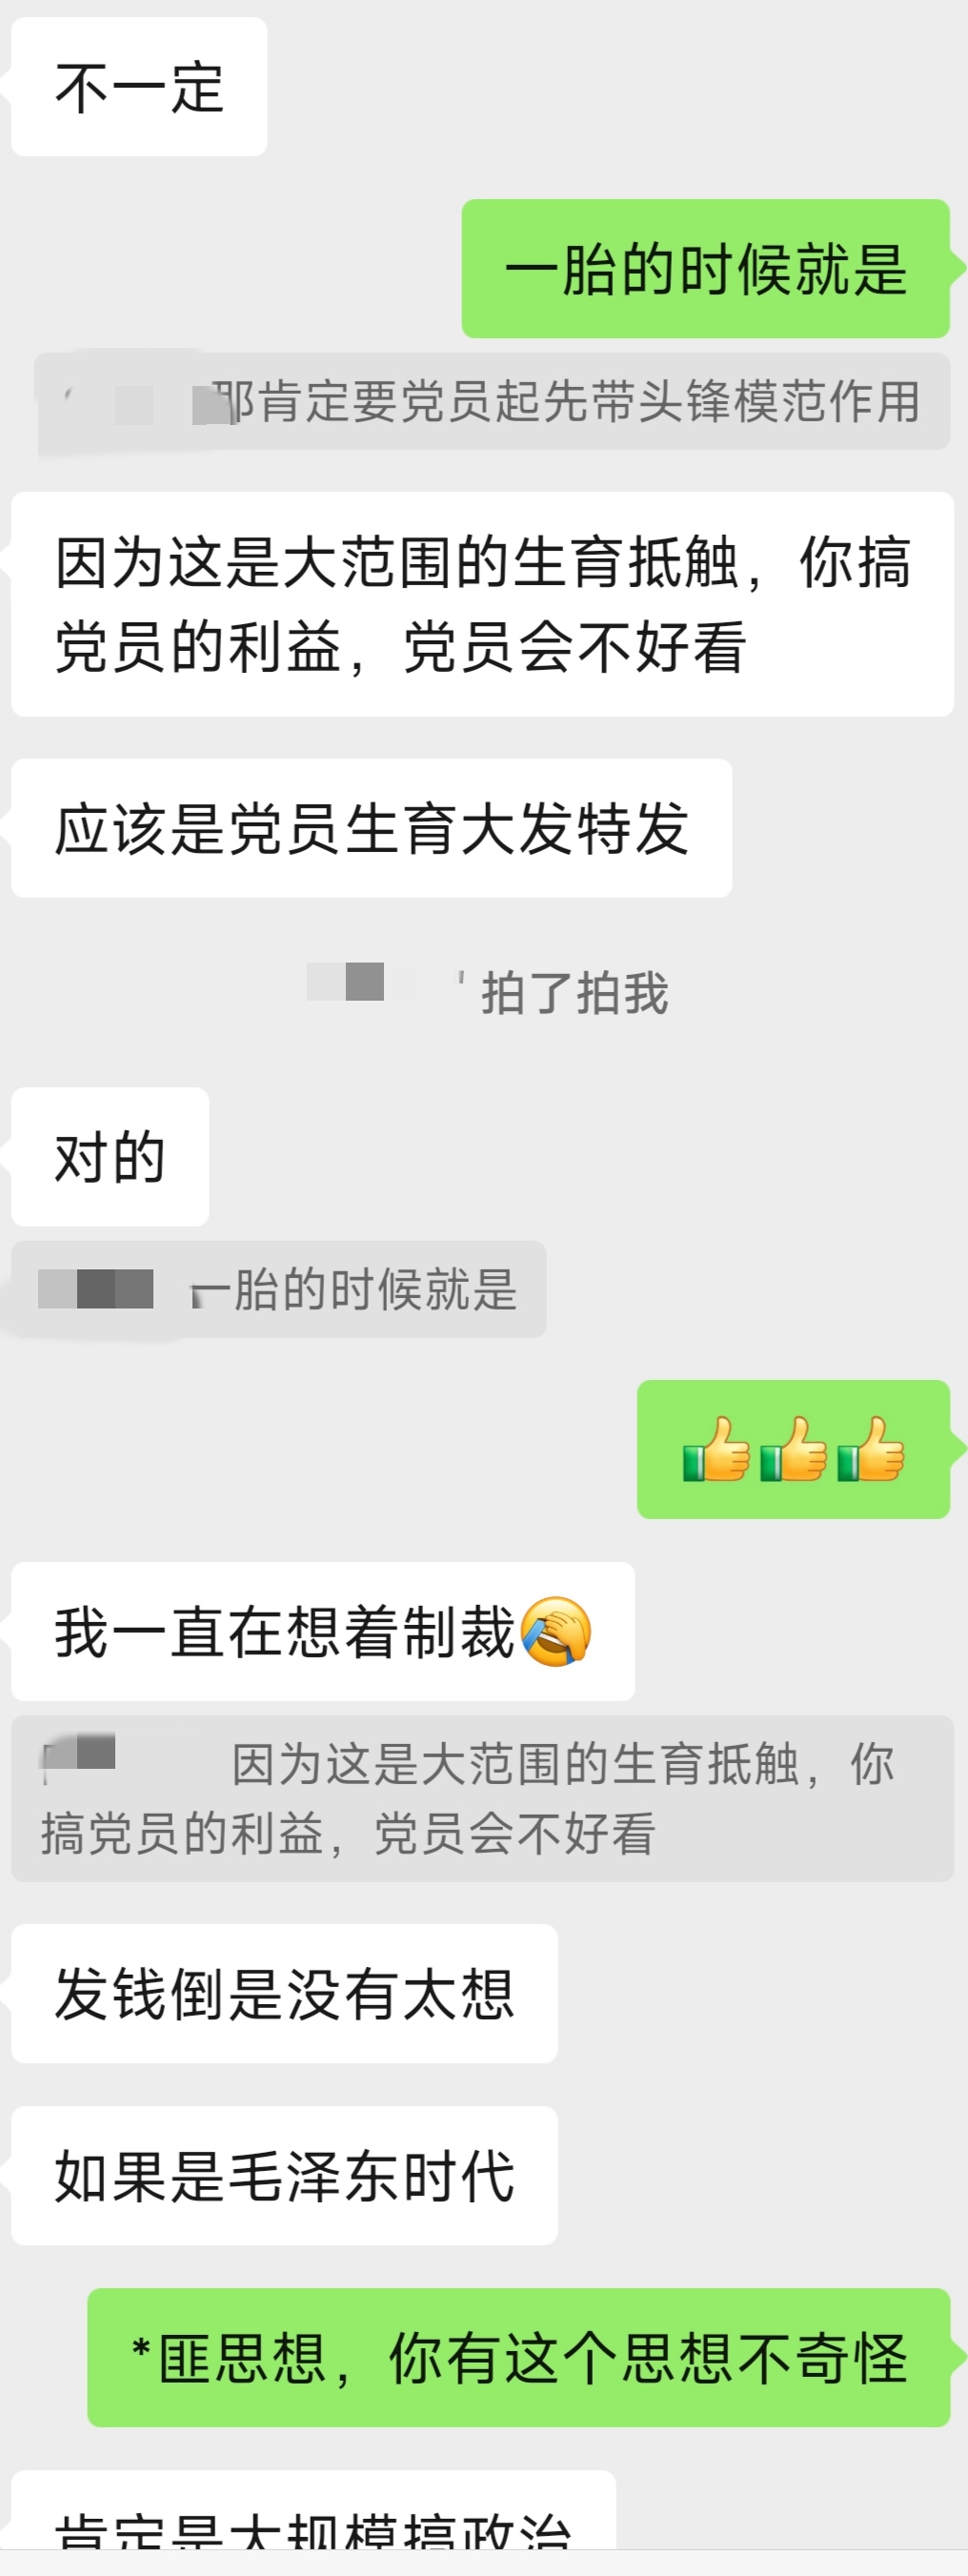 不一定
一胎的时候就是
那肯定要党员起先带头锋模范作用
因为这是大范围的生育抵触，你搞
党员的利益，党员会不好看
应该是党员生育大发特发
" 拍了拍我
对的
一胎的时候就是
👍👍👍
我一直在想着制裁🤦
因为这是大范围的生育抵触，你
搞党员的利益，党员会不好看
发钱倒是没有太想
如果是毛泽东时代
*匪思想，你有这个思想不奇怪
肯定是大规模搞政治